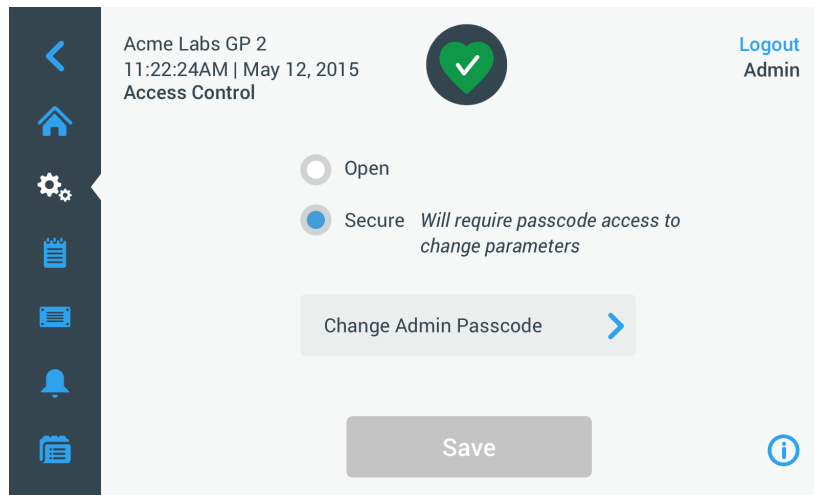 Acme Labs GP 2
11:22:24AM | May 12, 2015
Access Control
Logout
Admin
Open
Secure Will require passcode access to
change parameters
Change Admin Passcode
Save